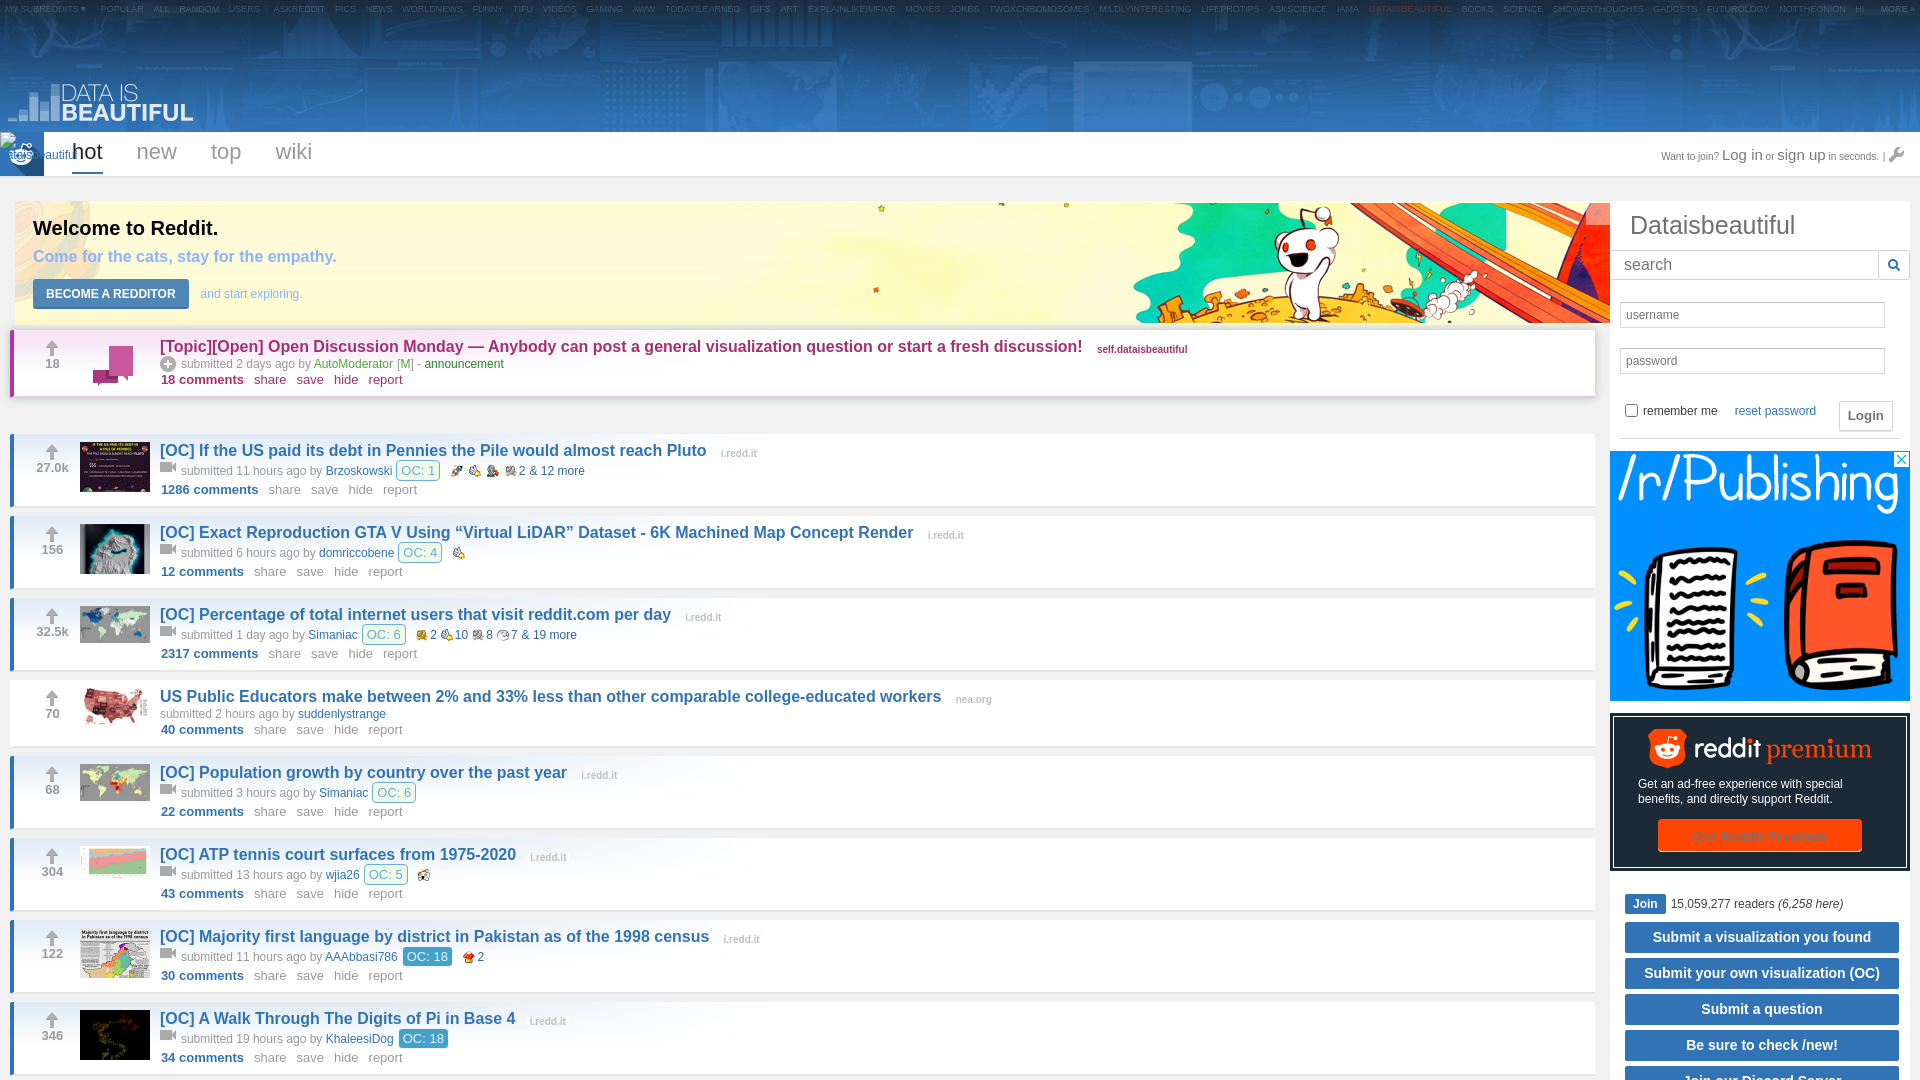 MY SUBREDDITS ▾ POPULAR ALL RANDOM USERS | ASKREDDIT PICS NEWS WORLDNEWS FUNNY TIFU VIDEOS GAMING AWW TODAYILEARNED GIFS ART EXPLAINLIKEIMFIVE MOVIES JOKES TWOXCHROMOSOMES MILDLYINTERESTING LIFEPROTIPS ASKSCIENCE IAMA DATAISBEAUTIFUL BOOKS SCIENCE SHOWERTHOUGHTS GADGETS FUTUROLOGY NOTTHEONION HI MORE »
DATA IS
BEAUTIFUL
hot new top wiki
Want to join? Log in or sign up in seconds. |
Welcome to Reddit.
Come for the cats, stay for the empathy.
BECOME A REDDITOR and start exploring.
×
18
[Topic][Open] Open Discussion Monday — Anybody can post a general visualization question or start a fresh discussion! self.dataisbeautiful
submitted 2 days ago by AutoModerator [M] - announcement
18 comments share save hide report
27.0k
[OC] If the US paid its debt in Pennies the Pile would almost reach Pluto i.redd.it
submitted 11 hours ago by Brzoskowski OC: 1 2 & 12 more
1286 comments share save hide report
156
[OC] Exact Reproduction GTA V Using “Virtual LiDAR” Dataset - 6K Machined Map Concept Render i.redd.it
submitted 6 hours ago by domriccobene OC: 4
12 comments share save hide report
32.5k
[OC] Percentage of total internet users that visit reddit.com per day i.redd.it
submitted 1 day ago by Simaniac OC: 6 2 10 8 7 & 19 more
2317 comments share save hide report
70
US Public Educators make between 2% and 33% less than other comparable college-educated workers nea.org
submitted 2 hours ago by suddenlystrange
40 comments share save hide report
68
[OC] Population growth by country over the past year i.redd.it
submitted 3 hours ago by Simaniac OC: 6
22 comments share save hide report
304
[OC] ATP tennis court surfaces from 1975-2020 i.redd.it
submitted 13 hours ago by wjia26 OC: 5
43 comments share save hide report
122
[OC] Majority first language by district in Pakistan as of the 1998 census i.redd.it
submitted 11 hours ago by AAAbbasi786 OC: 18 2
30 comments share save hide report
346
[OC] A Walk Through The Digits of Pi in Base 4 i.redd.it
submitted 19 hours ago by KhaleesiDog OC: 18
34 comments share save hide report
Dataisbeautiful
search
username
password
remember me reset password Login
/r/Publishing
reddit premium
Get an ad-free experience with special
benefits, and directly support Reddit.
Get Reddit Premium
Join 15,059,277 readers (6,258 here)
Submit a visualization you found
Submit your own visualization (OC)
Submit a question
Be sure to check /new!
Join our Discord Server